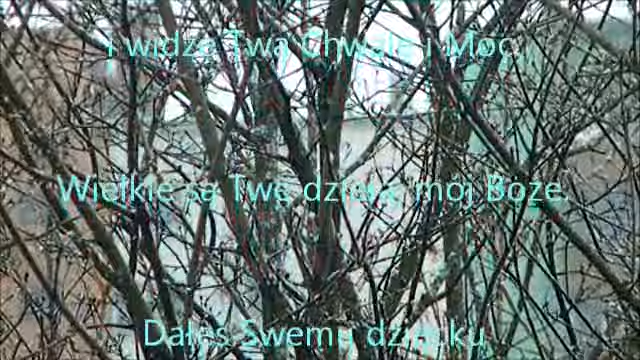 i widzę Twą Chwałę i Moc.
Wielkie są Twe dzieła, mój Boże.
Dałeś Swemu dziecku